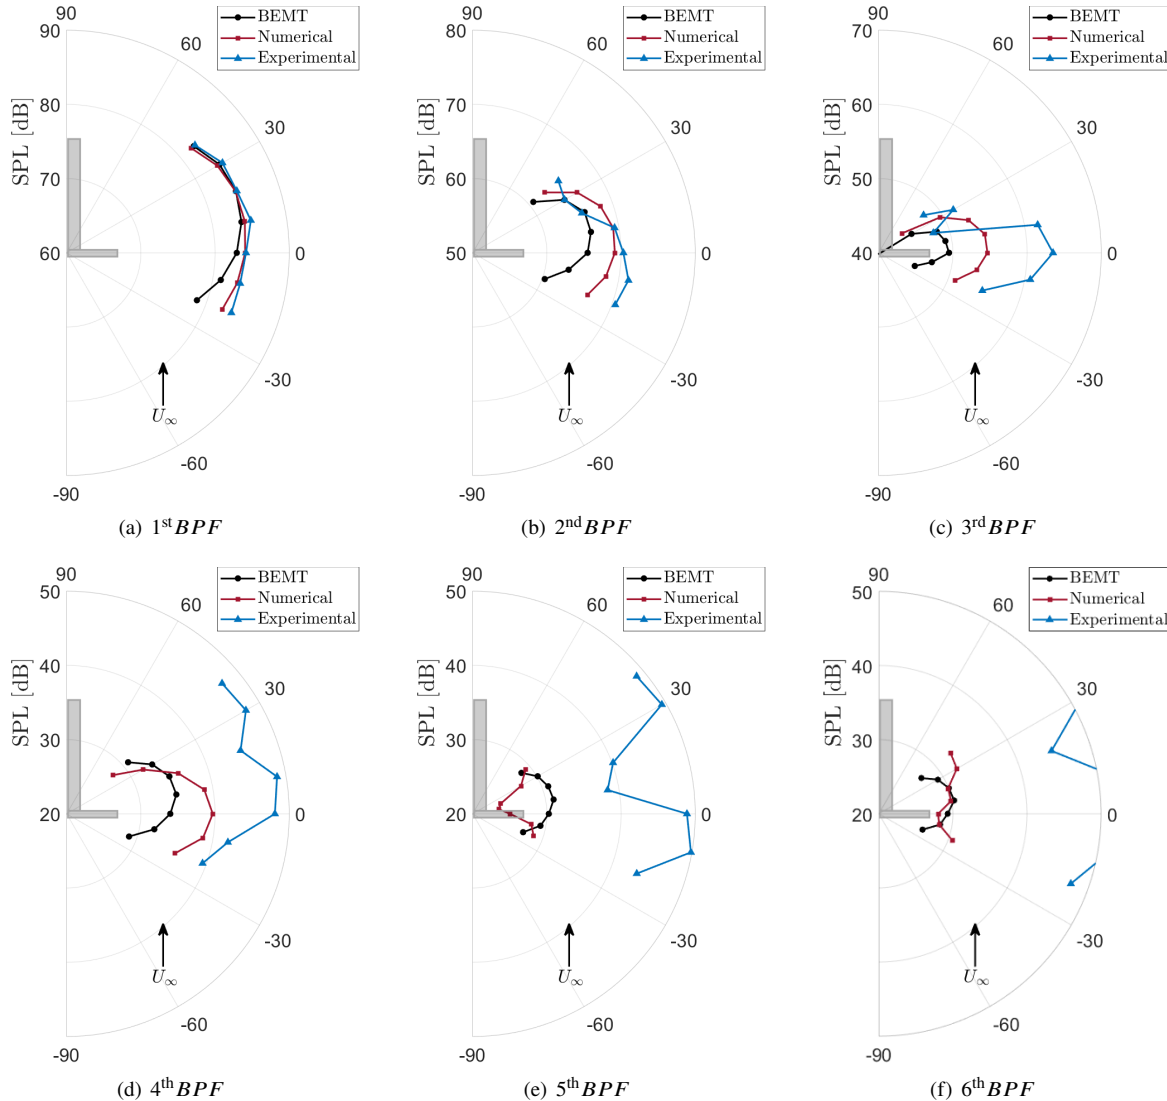 90
90
80
70
60
SPL [dB]
60
30
0
-30
-60
-90
BEMT
Numerical
Experimental
U∞
(a) 1st BPF
90
80
70
60
50
SPL [dB]
60
30
0
-30
-60
-90
BEMT
Numerical
Experimental
U∞
(b) 2nd BPF
90
70
60
50
40
SPL [dB]
60
30
0
-30
-60
-90
BEMT
Numerical
Experimental
U∞
(c) 3rd BPF
90
50
40
30
20
SPL [dB]
60
30
0
-30
-60
-90
BEMT
Numerical
Experimental
U∞
(d) 4th BPF
90
50
40
30
20
SPL [dB]
60
30
0
-30
-60
-90
BEMT
Numerical
Experimental
U∞
(e) 5th BPF
90
50
40
30
20
SPL [dB]
60
30
0
-30
-60
-90
BEMT
Numerical
Experimental
U∞
(f) 6th BPF